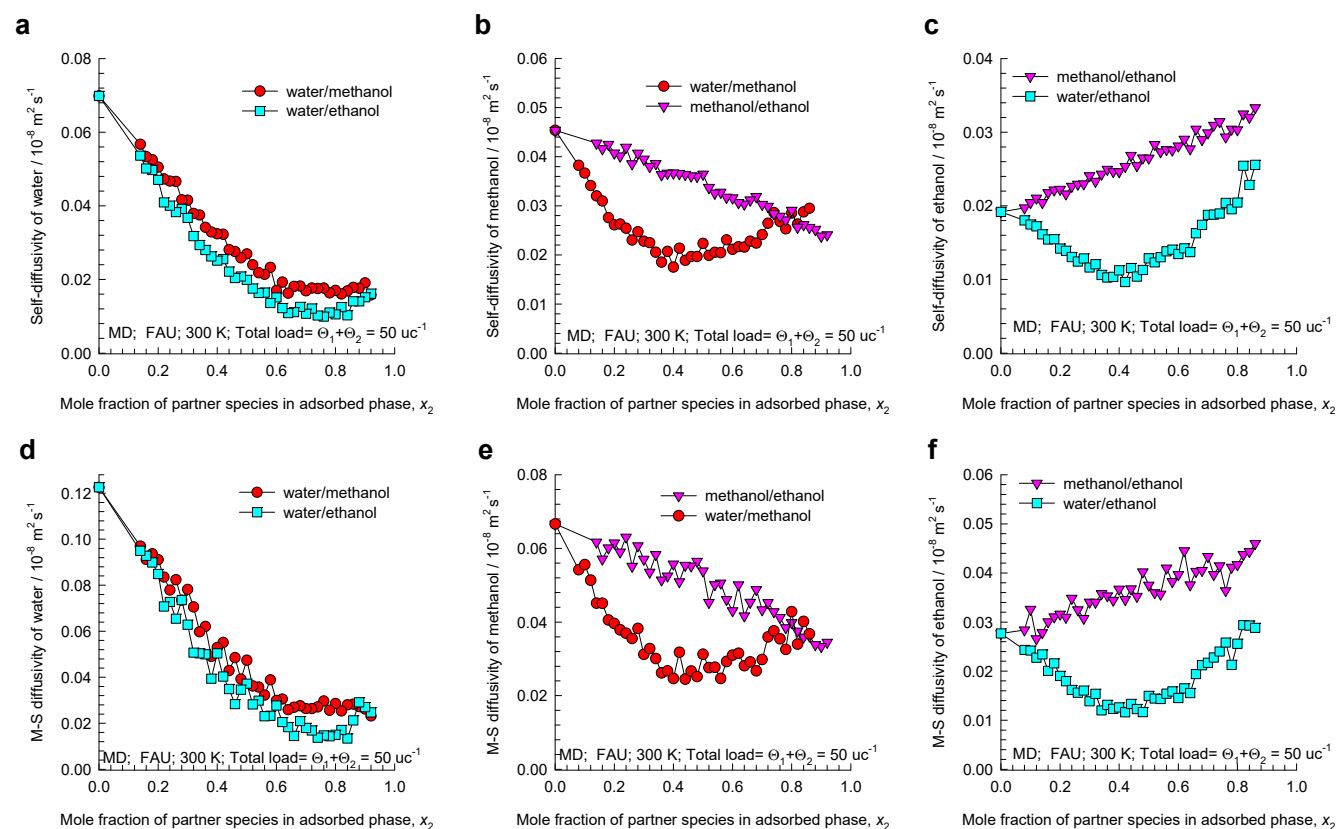 a
Self-diffusivity of water / 10⁻⁸ m² s⁻¹
0.08
0.06
0.04
0.02
0.00
water/methanol
water/ethanol
MD; FAU; 300 K; Total load= Θ₁+Θ₂ = 50 uc⁻¹
0.0 0.2 0.4 0.6 0.8 1.0
Mole fraction of partner species in adsorbed phase, x₂
b
Self-diffusivity of methanol / 10⁻⁸ m² s⁻¹
0.06
0.05
0.04
0.03
0.02
0.01
0.00
water/methanol
methanol/ethanol
MD; FAU; 300 K; Total load= Θ₁+Θ₂ = 50 uc⁻¹
0.0 0.2 0.4 0.6 0.8 1.0
Mole fraction of partner species in adsorbed phase, x₂
c
Self-diffusivity of ethanol / 10⁻⁸ m² s⁻¹
0.04
0.03
0.02
0.01
0.00
methanol/ethanol
water/ethanol
MD; FAU; 300 K; Total load= Θ₁+Θ₂ = 50 uc⁻¹
0.0 0.2 0.4 0.6 0.8 1.0
Mole fraction of partner species in adsorbed phase, x₂
d
M-S diffusivity of water / 10⁻⁸ m² s⁻¹
0.12
0.10
0.08
0.06
0.04
0.02
0.00
water/methanol
water/ethanol
MD; FAU; 300 K; Total load= Θ₁+Θ₂ = 50 uc⁻¹
0.0 0.2 0.4 0.6 0.8 1.0
Mole fraction of partner species in adsorbed phase, x₂
e
M-S diffusivity of methanol / 10⁻⁸ m² s⁻¹
0.08
0.06
0.04
0.02
0.00
methanol/ethanol
water/methanol
MD; FAU; 300 K; Total load= Θ₁+Θ₂ = 50 uc⁻¹
0.0 0.2 0.4 0.6 0.8 1.0
Mole fraction of partner species in adsorbed phase, x₂
f
M-S diffusivity of ethanol / 10⁻⁸ m² s⁻¹
0.06
0.05
0.04
0.03
0.02
0.01
0.00
methanol/ethanol
water/ethanol
MD; FAU; 300 K; Total load= Θ₁+Θ₂ = 50 uc⁻¹
0.0 0.2 0.4 0.6 0.8 1.0
Mole fraction of partner species in adsorbed phase, x₂